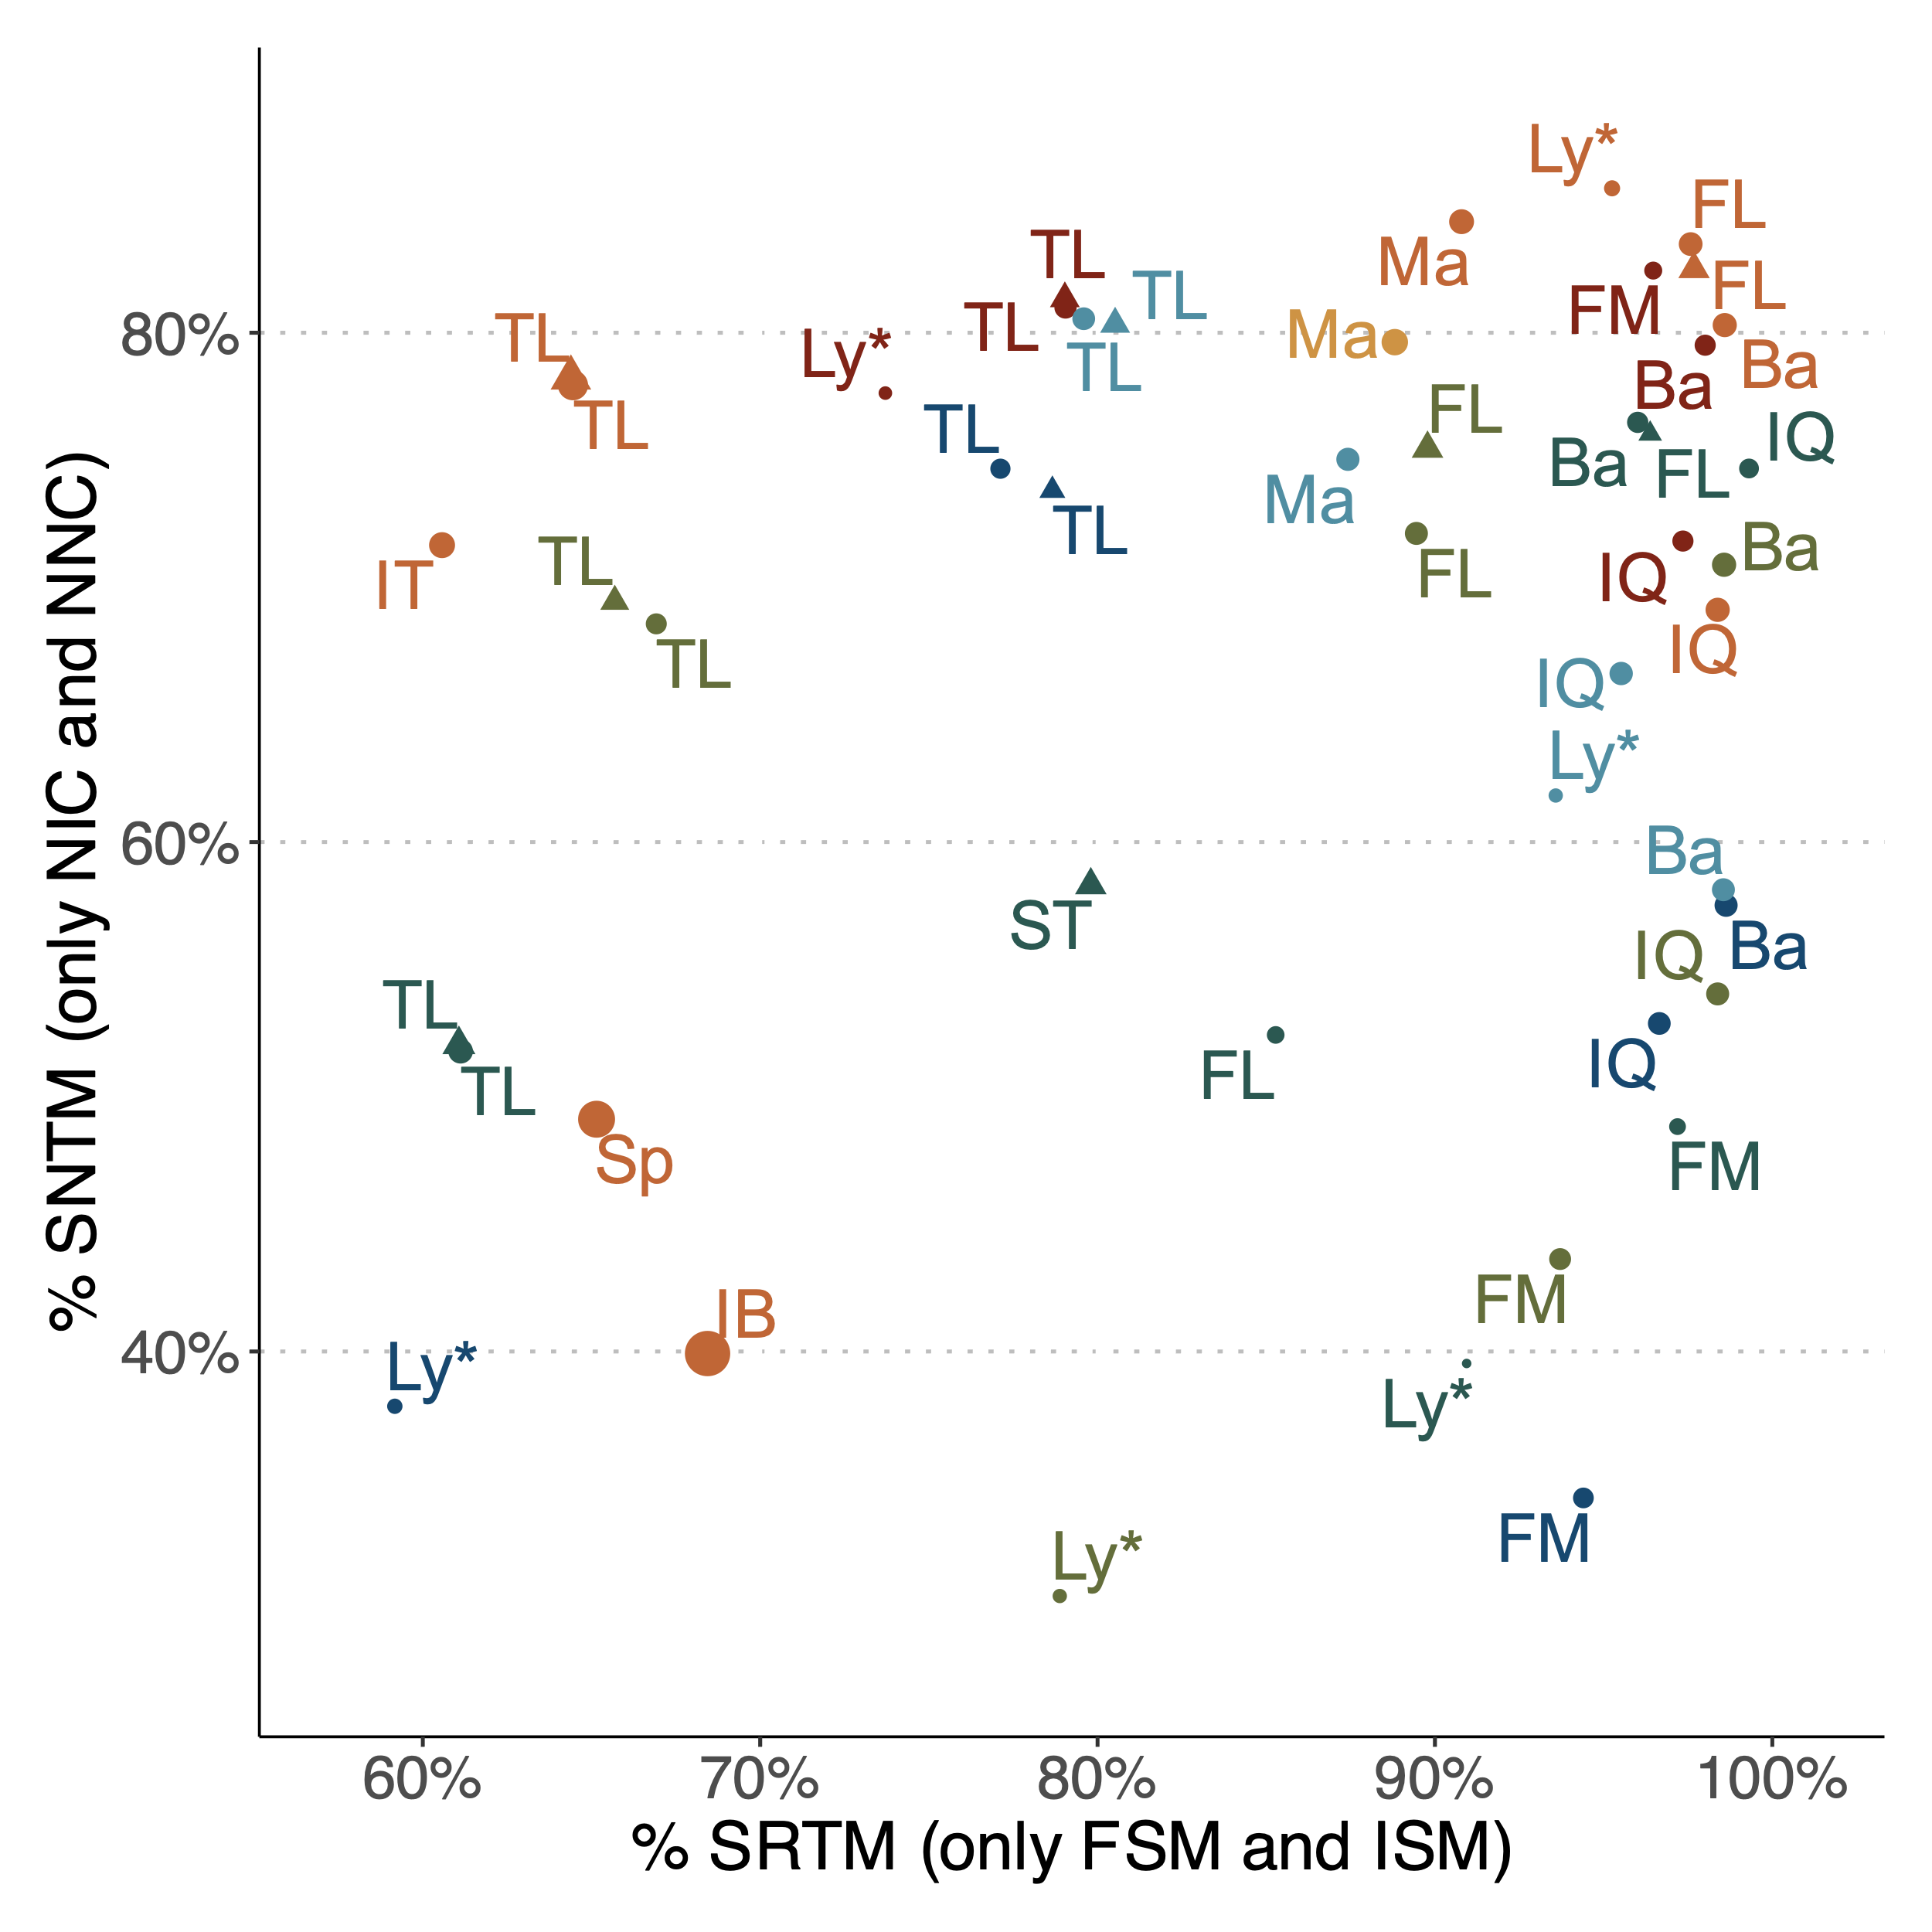 Ly*
FL
TL
Ma
TL
FL
FM
TL
TL
Ma
TL
Ly*
TL
Ba
Ba
FL
TL
TL
IQ
Ba
FL
Ma
TL
Ba
IT
TL
FL
IQ
IQ
TL
IQ
Ly*
Ba
ST
Ba
IQ
TL
IQ
FL
TL
FM
Sp
IB
FM
Ly*
Ly*
Ly*
FM
80%
60%
40%
% SNTM (only NIC and NNC)
60%
70%
80%
90%
100%
% SRTM (only FSM and ISM)